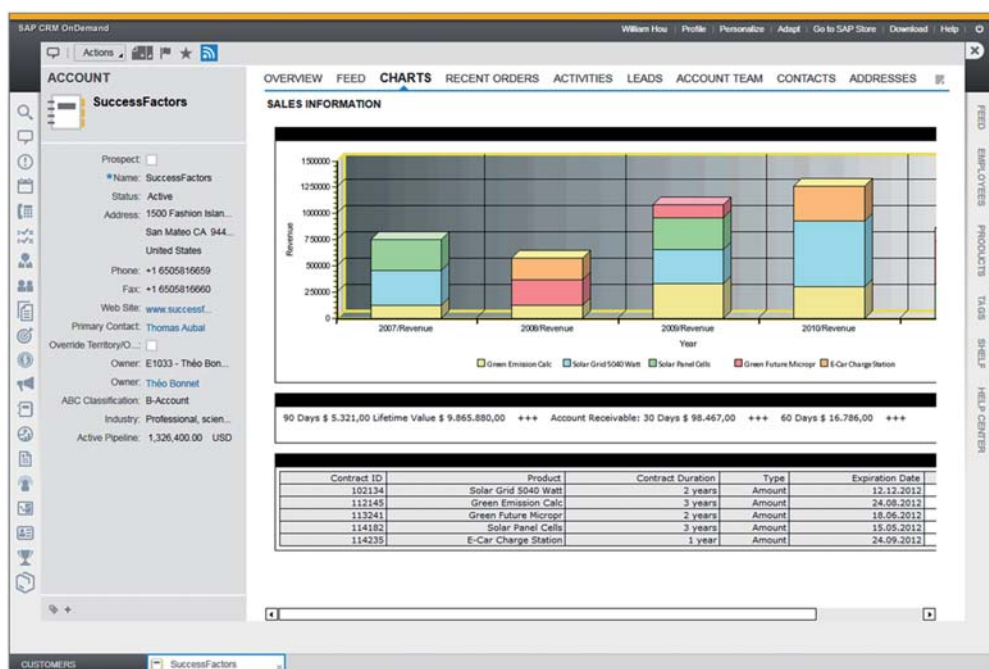 SAP CRM OnDemand
William Hou | Profile | Personalize | Adapt | Go to SAP Store | Download | Help
Actions
ACCOUNT
SuccessFactors
Prospect:
*Name: SuccessFactors
Status: Active
Address: 1500 Fashion Islan...
San Mateo CA 944...
United States
Phone: +1 6505816659
Fax: +1 6505816660
Web Site: www.successf...
Primary Contact: Thomas Aubal
Override Territory/O...:
Owner: E1033 - Théo Bon...
Owner: Théo Bonnet
ABC Classification: B-Account
Industry: Professional, scien...
Active Pipeline: 1,326,400.00 USD
OVERVIEW FEED CHARTS RECENT ORDERS ACTIVITIES LEADS ACCOUNT TEAM CONTACTS ADDRESSES
SALES INFORMATION
Revenue
1500000
1250000
1000000
750000
500000
250000
0
2007/Revenue 2008/Revenue 2009/Revenue 2010/Revenue
Year
Green Emission Calc Solar Grid 5040 Watt Solar Panel Cells Green Future Micropr E-Car Charge Station
90 Days $ 5.321,00 Lifetime Value $ 9.865.880,00 +++ Account Receivable: 30 Days $ 98.467,00 +++ 60 Days $ 16.786,00 +++
Contract ID Product Contract Duration Type Expiration Date
102134 Solar Grid 5040 Watt 2 years Amount 12.12.2012
112145 Green Emission Calc 3 years Amount 24.08.2012
113241 Green Future Micropr 2 years Amount 18.06.2012
114182 Solar Panel Cells 3 years Amount 15.05.2012
114235 E-Car Charge Station 1 year Amount 24.09.2012
FEED
EMPLOYEES
PRODUCTS
TAGS
SHELF
HELP CENTER
CUSTOMERS
SuccessFactors